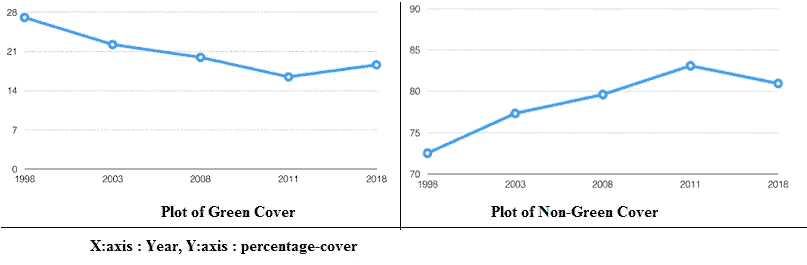 28
21
14
7
0
1998 2003 2008 2011 2018
Plot of Green Cover
90
85
80
75
70
1998 2003 2008 2011 2018
Plot of Non-Green Cover
X:axis : Year, Y:axis : percentage-cover